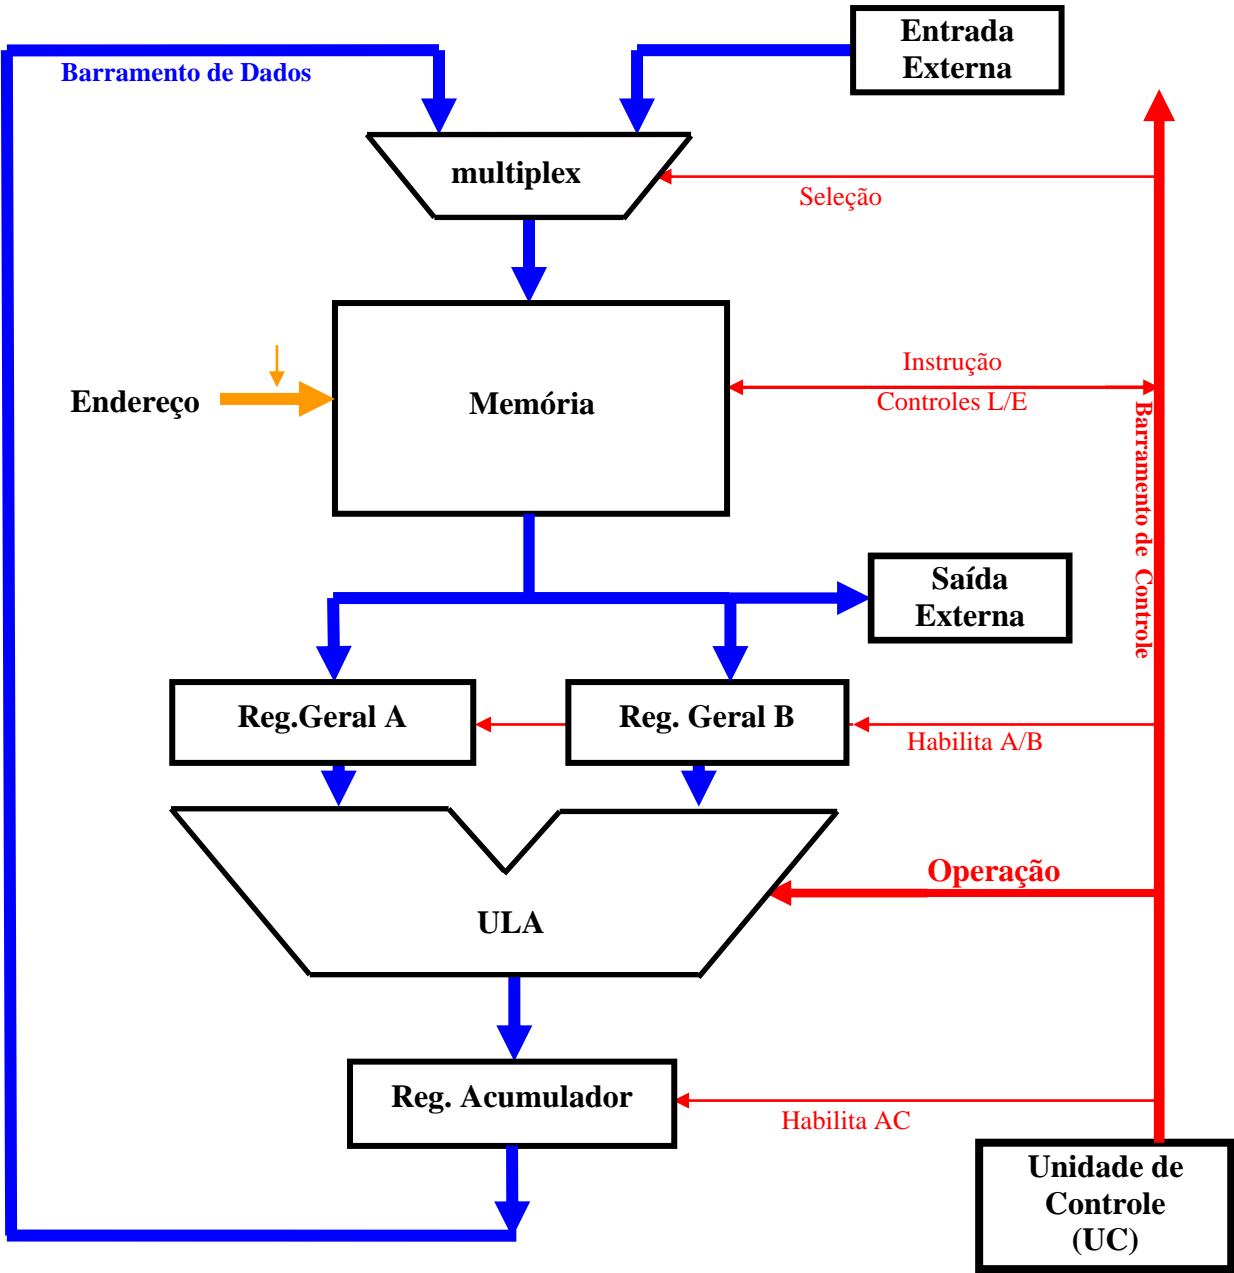 Entrada
Externa
Barramento de Dados
multiplex
Seleção
Instrução
Endereço
Memória
Controles L/E
Barramento de Controle
Saída
Externa
Reg.Geral A
Reg. Geral B
Habilita A/B
Operação
ULA
Reg. Acumulador
Habilita AC
Unidade de
Controle
(UC)